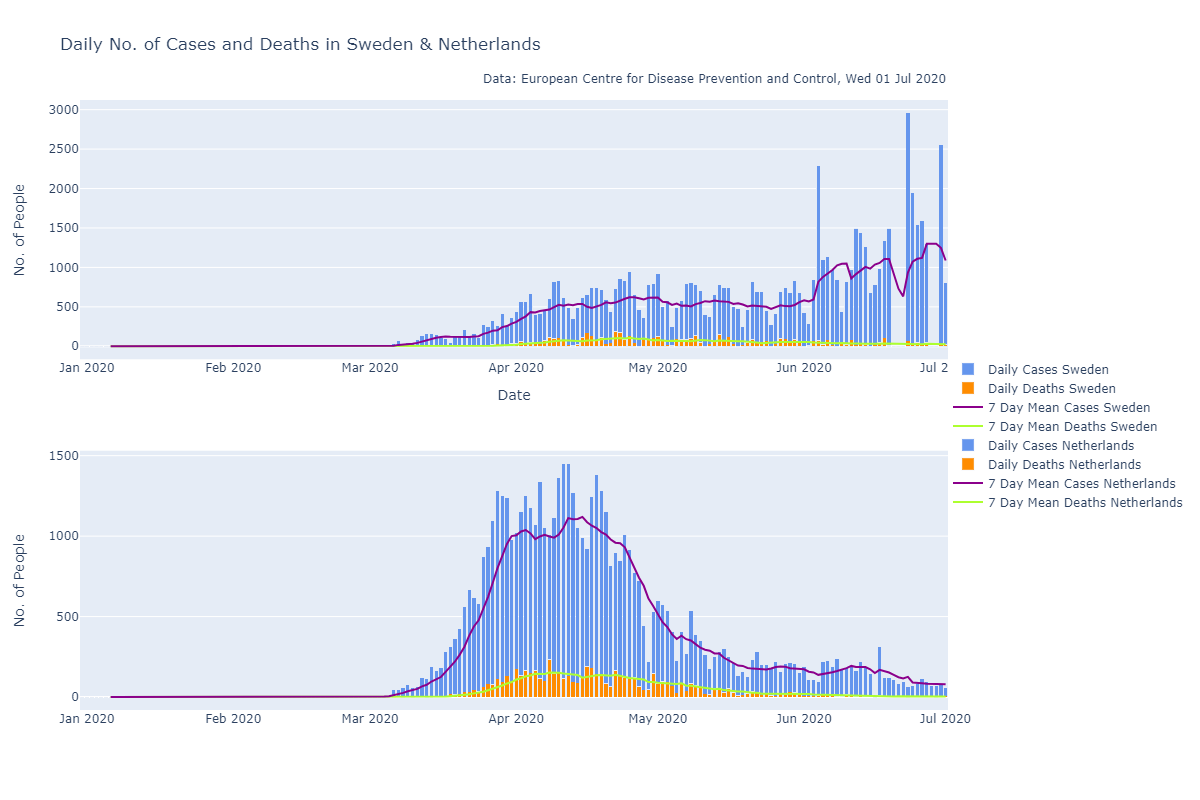 Daily No. of Cases and Deaths in Sweden & Netherlands
Data: European Centre for Disease Prevention and Control, Wed 01 Jul 2020
No. of People
3000
2500
2000
1500
1000
500
0
Jan 2020 Feb 2020 Mar 2020 Apr 2020 May 2020 Jun 2020 Jul 2
Date
Daily Cases Sweden
Daily Deaths Sweden
7 Day Mean Cases Sweden
7 Day Mean Deaths Sweden
Daily Cases Netherlands
Daily Deaths Netherlands
7 Day Mean Cases Netherlands
7 Day Mean Deaths Netherlands
No. of People
1500
1000
500
0
Jan 2020 Feb 2020 Mar 2020 Apr 2020 May 2020 Jun 2020 Jul 2020